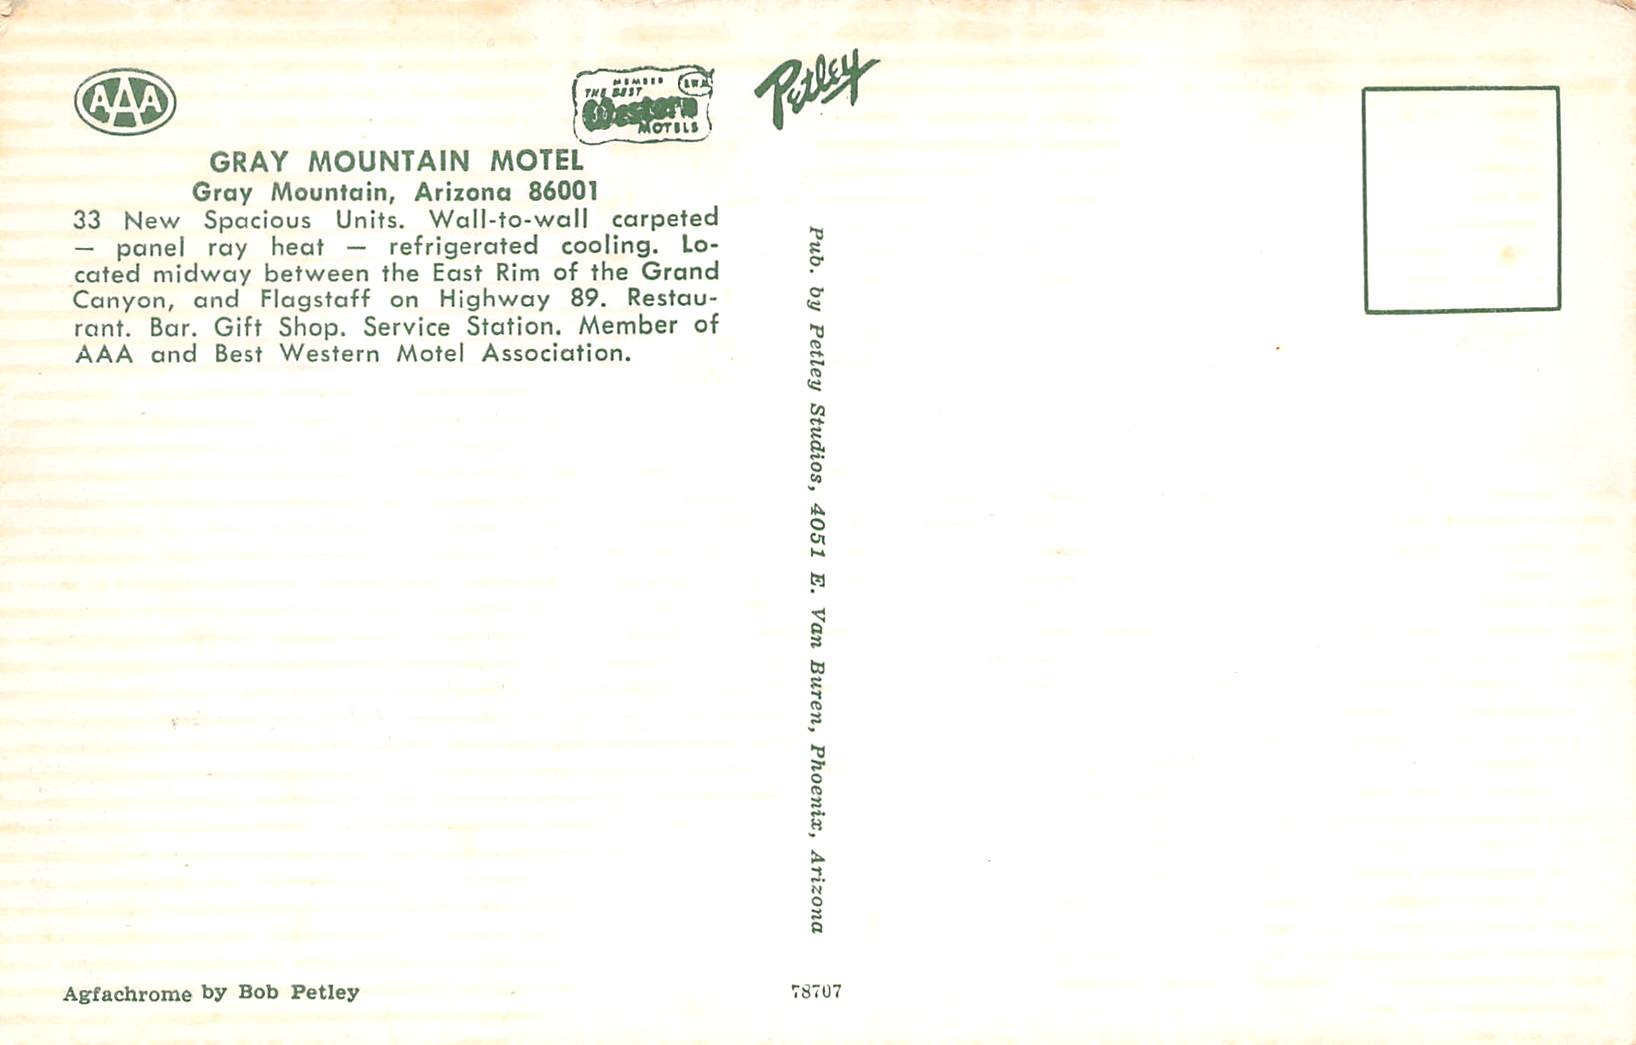 AAA
MEMBER
THE BEST
Western
MOTELS
Petley
GRAY MOUNTAIN MOTEL
Gray Mountain, Arizona 86001
33 New Spacious Units. Wall-to-wall carpeted
— panel ray heat — refrigerated cooling. Lo-
cated midway between the East Rim of the Grand
Canyon, and Flagstaff on Highway 89. Restau-
rant. Bar. Gift Shop. Service Station. Member of
AAA and Best Western Motel Association.
Pub. by Petley Studios, 4051 E. Van Buren, Phoenix, Arizona
Agfachrome by Bob Petley
78707